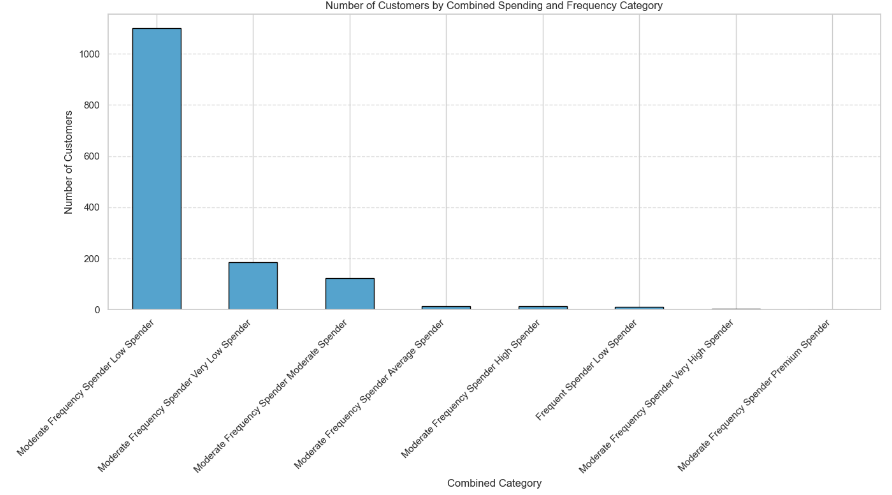 Number of Customers by Combined Spending and Frequency Category
Number of Customers
1000
800
600
400
200
0
Moderate Frequency Spender Low Spender
Moderate Frequency Spender Very Low Spender
Moderate Frequency Spender Moderate Spender
Moderate Frequency Spender Average Spender
Moderate Frequency Spender High Spender
Frequent Spender Low Spender
Moderate Frequency Spender Very High Spender
Moderate Frequency Spender Premium Spender
Combined Category